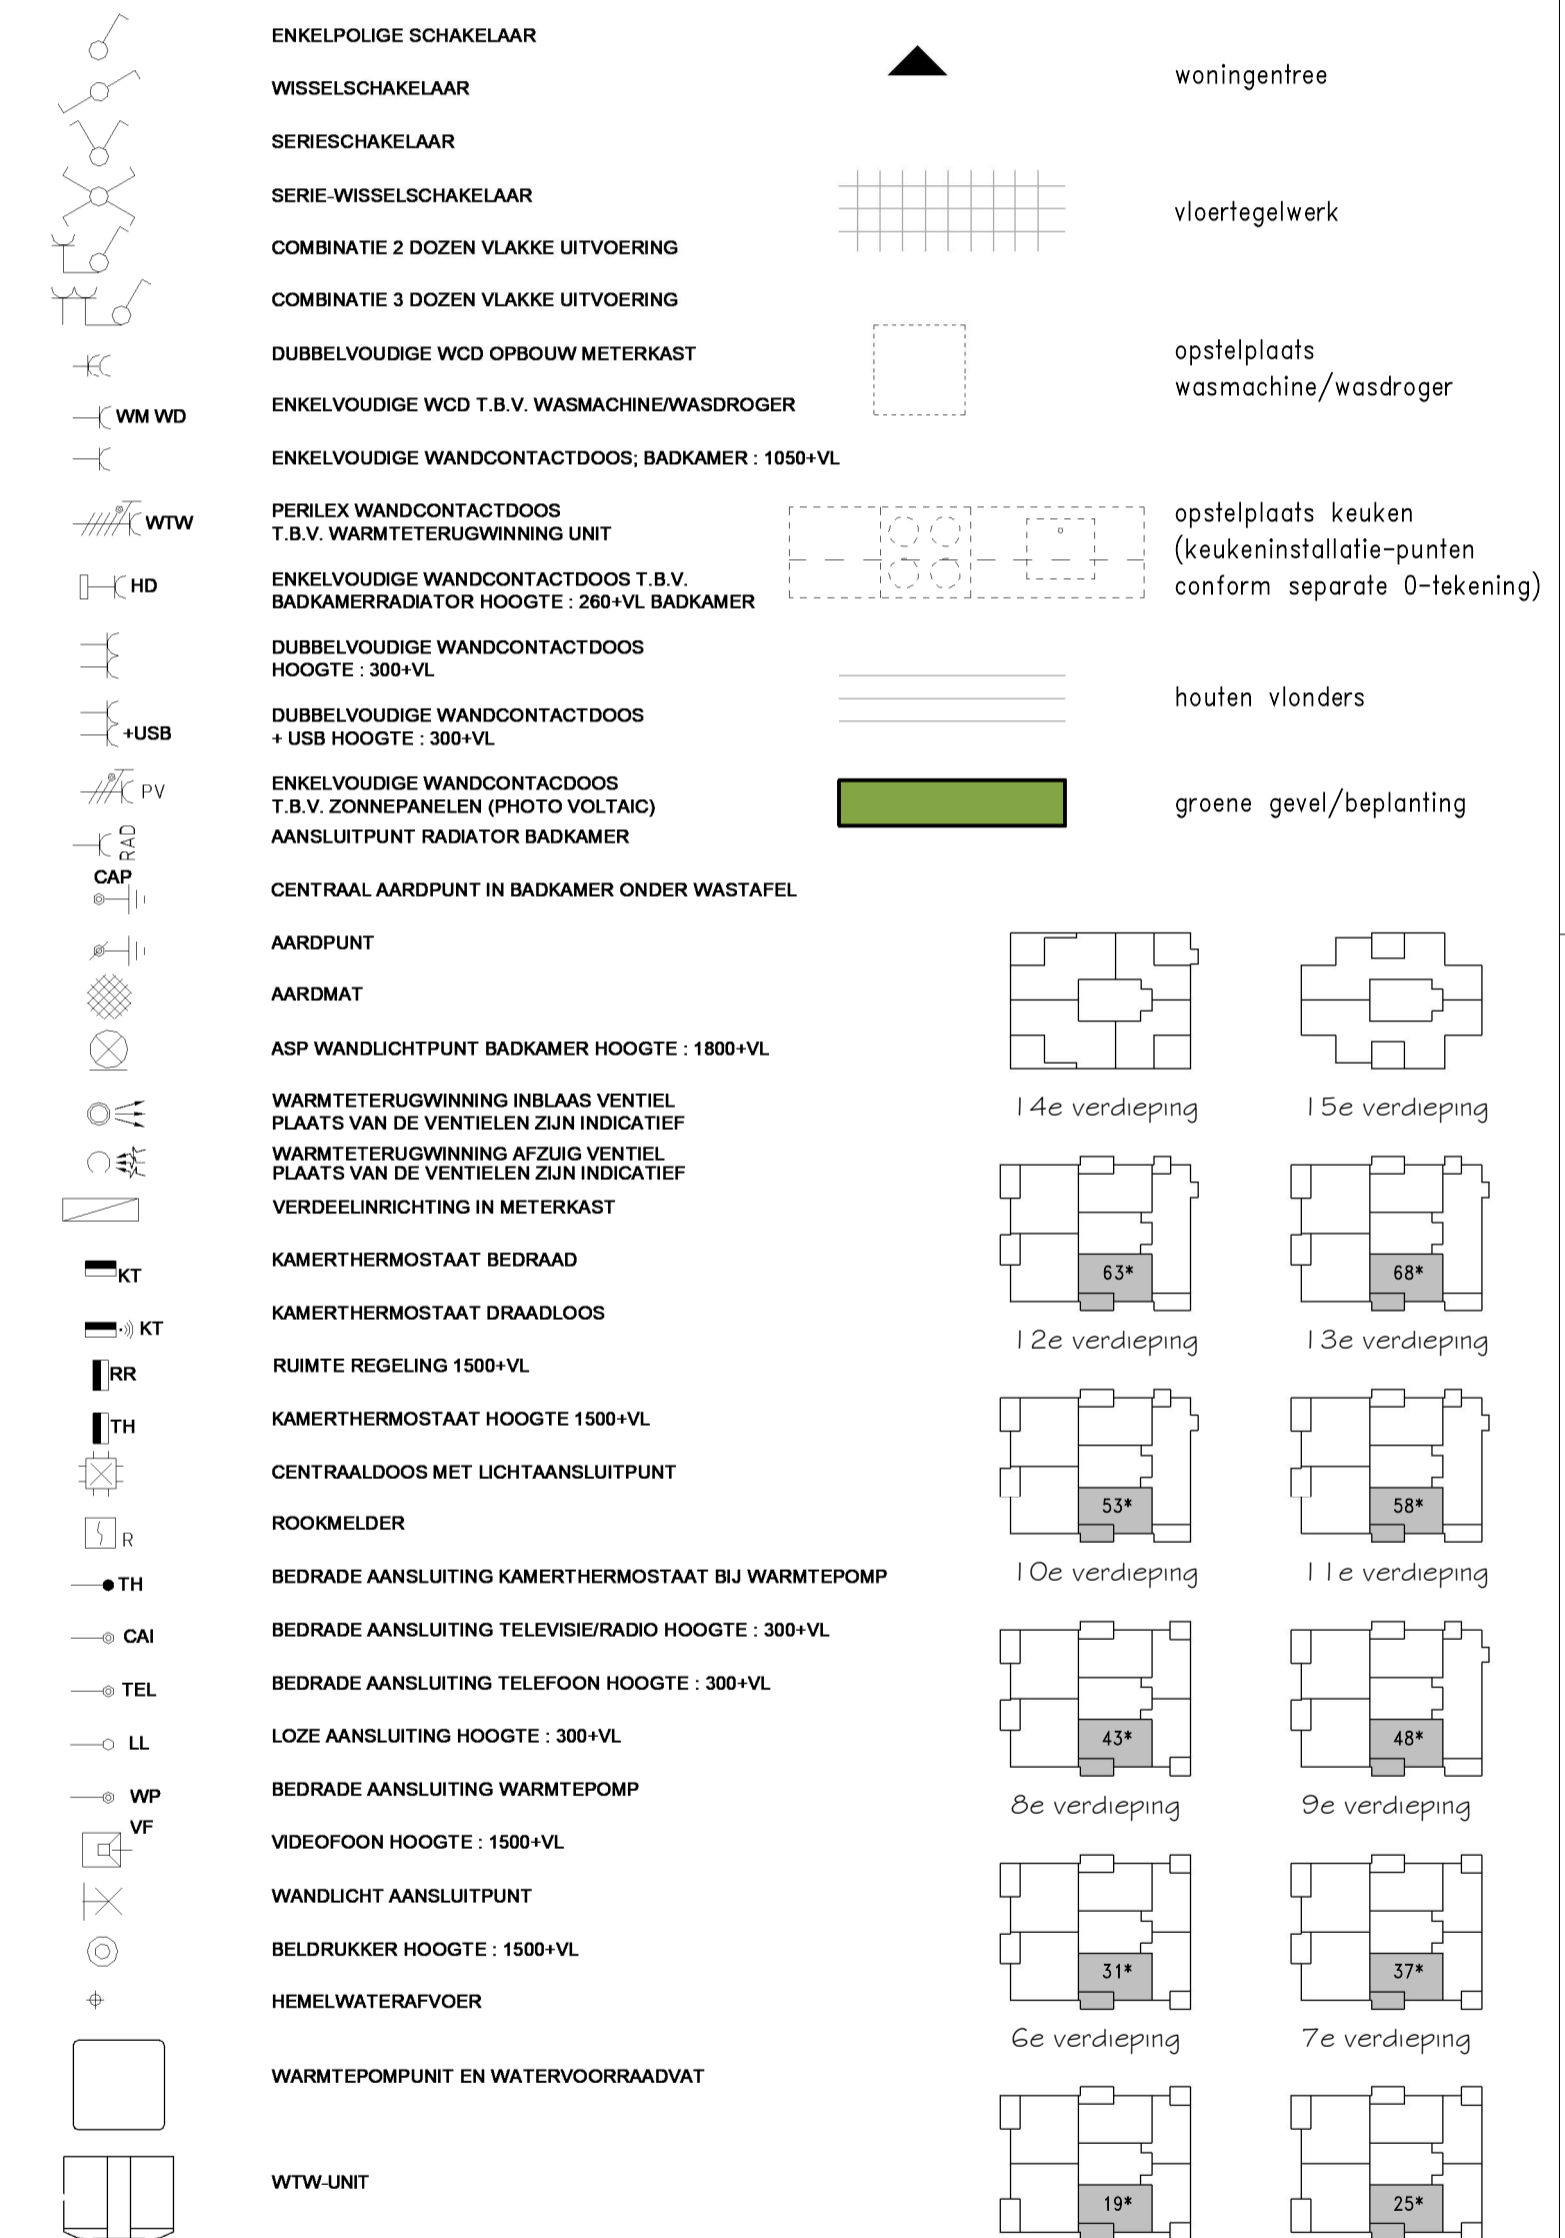 ENKELPOLIGE SCHAKELAAR
WISSELSCHAKELAAR
SERIESCHAKELAAR
SERIE-WISSELSCHAKELAAR
COMBINATIE 2 DOZEN VLAKKE UITVOERING
COMBINATIE 3 DOZEN VLAKKE UITVOERING
DUBBELVOUDIGE WCD OPBOUW METERKAST
WM WD
ENKELVOUDIGE WCD T.B.V. WASMACHINE/WASDROGER
ENKELVOUDIGE WANDCONTACTDOOS; BADKAMER : 1050+VL
WTW
PERILEX WANDCONTACTDOOS
T.B.V. WARMTETERUGWINNING UNIT
HD
ENKELVOUDIGE WANDCONTACTDOOS T.B.V.
BADKAMERRADIATOR HOOGTE : 260+VL BADKAMER
DUBBELVOUDIGE WANDCONTACTDOOS
HOOGTE : 300+VL
+USB
DUBBELVOUDIGE WANDCONTACTDOOS
+ USB HOOGTE : 300+VL
PV
ENKELVOUDIGE WANDCONTACDOOS
T.B.V. ZONNEPANELEN (PHOTO VOLTAIC)
RAD
AANSLUITPUNT RADIATOR BADKAMER
CAP
CENTRAAL AARDPUNT IN BADKAMER ONDER WASTAFEL
AARDPUNT
AARDMAT
ASP WANDLICHTPUNT BADKAMER HOOGTE : 1800+VL
WARMTETERUGWINNING INBLAAS VENTIEL
PLAATS VAN DE VENTIELEN ZIJN INDICATIEF
WARMTETERUGWINNING AFZUIG VENTIEL
PLAATS VAN DE VENTIELEN ZIJN INDICATIEF
VERDEELINRICHTING IN METERKAST
KT
KAMERTHERMOSTAAT BEDRAAD
KT
KAMERTHERMOSTAAT DRAADLOOS
RR
RUIMTE REGELING 1500+VL
TH
KAMERTHERMOSTAAT HOOGTE 1500+VL
CENTRAALDOOS MET LICHTAANSLUITPUNT
R
ROOKMELDER
TH
BEDRADE AANSLUITING KAMERTHERMOSTAAT BIJ WARMTEPOMP
CAI
BEDRADE AANSLUITING TELEVISIE/RADIO HOOGTE : 300+VL
TEL
BEDRADE AANSLUITING TELEFOON HOOGTE : 300+VL
LL
LOZE AANSLUITING HOOGTE : 300+VL
WP
BEDRADE AANSLUITING WARMTEPOMP
VF
VIDEOFOON HOOGTE : 1500+VL
WANDLICHT AANSLUITPUNT
BELDRUKKER HOOGTE : 1500+VL
HEMELWATERAFVOER
WARMTEPOMPUNIT EN WATERVOORRAADVAT
WTW-UNIT
woningentree
vloertegelwerk
opstelplaats
wasmachine/wasdroger
opstelplaats keuken
(keukeninstallatie-punten
conform separate 0-tekening)
houten vlonders
groene gevel/beplanting
14e verdieping
15e verdieping
63*
68*
12e verdieping
13e verdieping
53*
58*
10e verdieping
11e verdieping
43*
48*
8e verdieping
9e verdieping
31*
37*
6e verdieping
7e verdieping
19*
25*